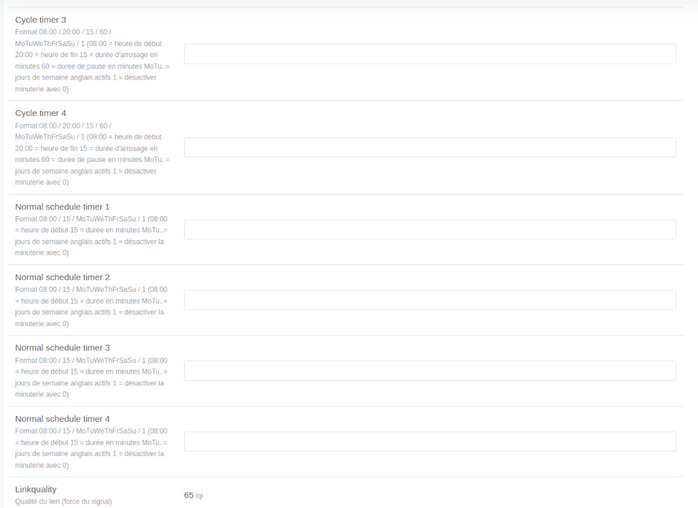 Cycle timer 3
Format 08:00 / 20:00 / 15 / 60 /
MoTuWeThFrSaSu / 1 (08:00 = heure de début
20:00 = heure de fin 15 = durée d'arrosage en
minutes 60 = durée de pause en minutes MoTu..=
jours de semaine anglais actifs 1 = désactiver
minuterie avec 0)
Cycle timer 4
Format 08:00 / 20:00 / 15 / 60 /
MoTuWeThFrSaSu / 1 (08:00 = heure de début
20:00 = heure de fin 15 = durée d'arrosage en
minutes 60 = durée de pause en minutes MoTu..=
jours de semaine anglais actifs 1 = désactiver
minuterie avec 0)
Normal schedule timer 1
Format 08:00 / 15 / MoTuWeThFrSaSu / 1 (08:00
= heure de début 15 = durée en minutes MoTu..=
jours de semaine anglais actifs 1 = désactiver la
minuterie avec 0)
Normal schedule timer 2
Format 08:00 / 15 / MoTuWeThFrSaSu / 1 (08:00
= heure de début 15 = durée en minutes MoTu..=
jours de semaine anglais actifs 1 = désactiver la
minuterie avec 0)
Normal schedule timer 3
Format 08:00 / 15 / MoTuWeThFrSaSu / 1 (08:00
= heure de début 15 = durée en minutes MoTu..=
jours de semaine anglais actifs 1 = désactiver la
minuterie avec 0)
Normal schedule timer 4
Format 08:00 / 15 / MoTuWeThFrSaSu / 1 (08:00
= heure de début 15 = durée en minutes MoTu..=
jours de semaine anglais actifs 1 = désactiver la
minuterie avec 0)
Linkquality
Qualité du lien (force du signal)
65 lqi